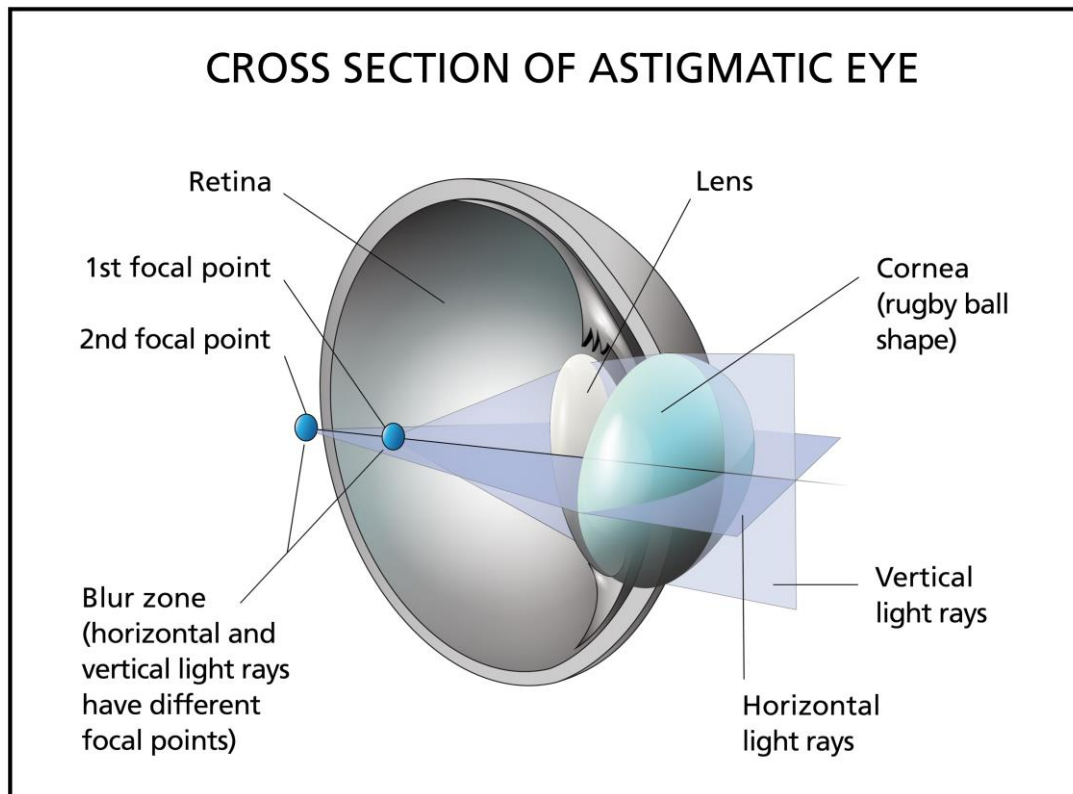 CROSS SECTION OF ASTIGMATIC EYE
Retina
Lens
1st focal point
2nd focal point
Cornea
(rugby ball
shape)
Blur zone
(horizontal and
vertical light rays
have different
focal points)
Vertical
light rays
Horizontal
light rays